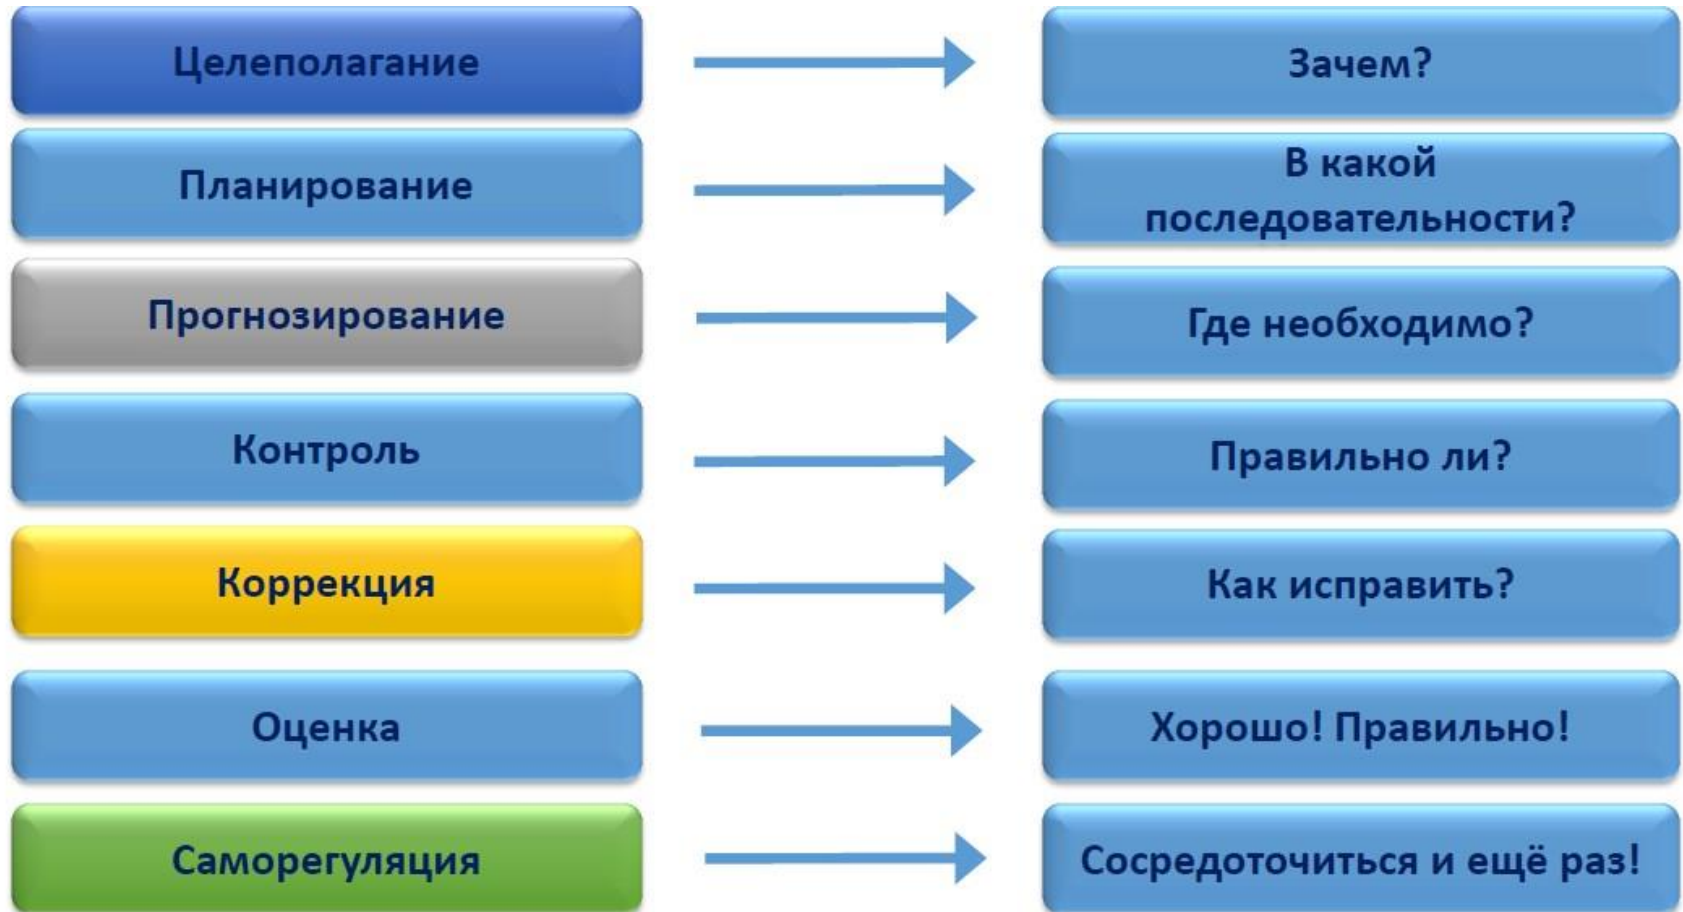 Целеполагание
Зачем?
Планирование
В какой
последовательности?
Прогнозирование
Где необходимо?
Контроль
Правильно ли?
Коррекция
Как исправить?
Оценка
Хорошо! Правильно!
Саморегуляция
Сосредоточиться и ещё раз!